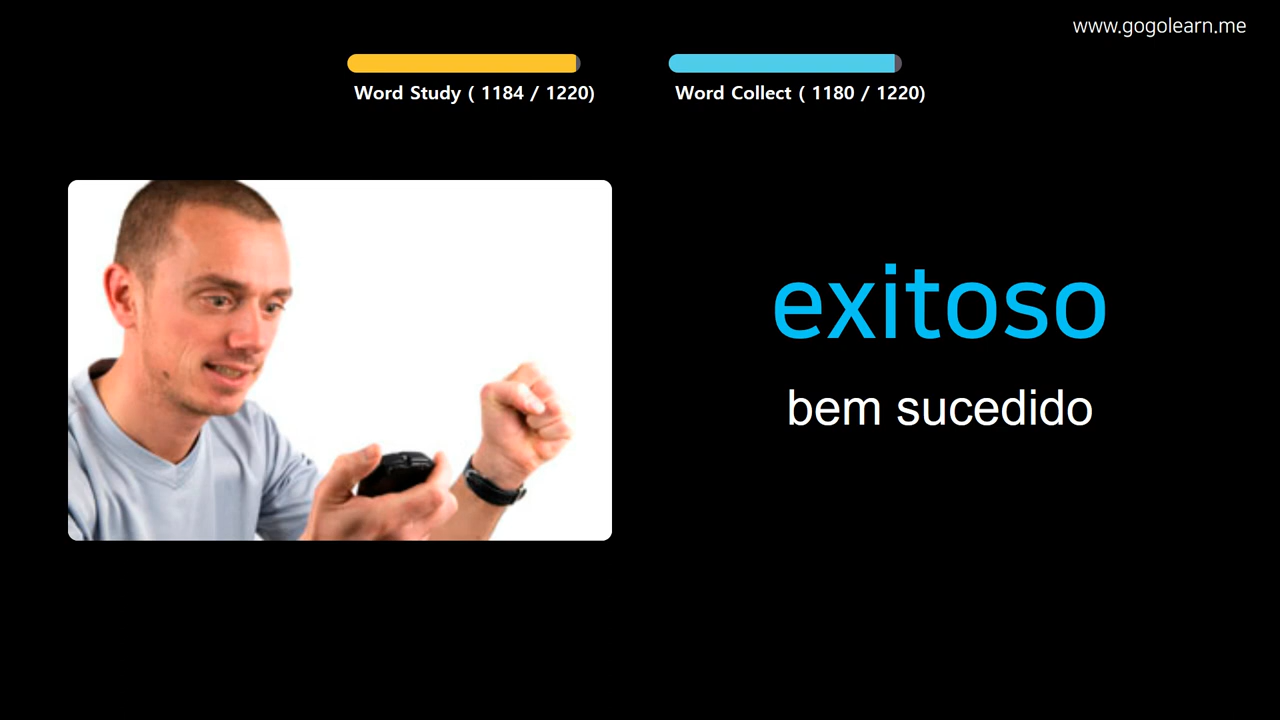 www.gogolearn.me
Word Study ( 1184 / 1220)
Word Collect ( 1180 / 1220)
exitoso
bem sucedido